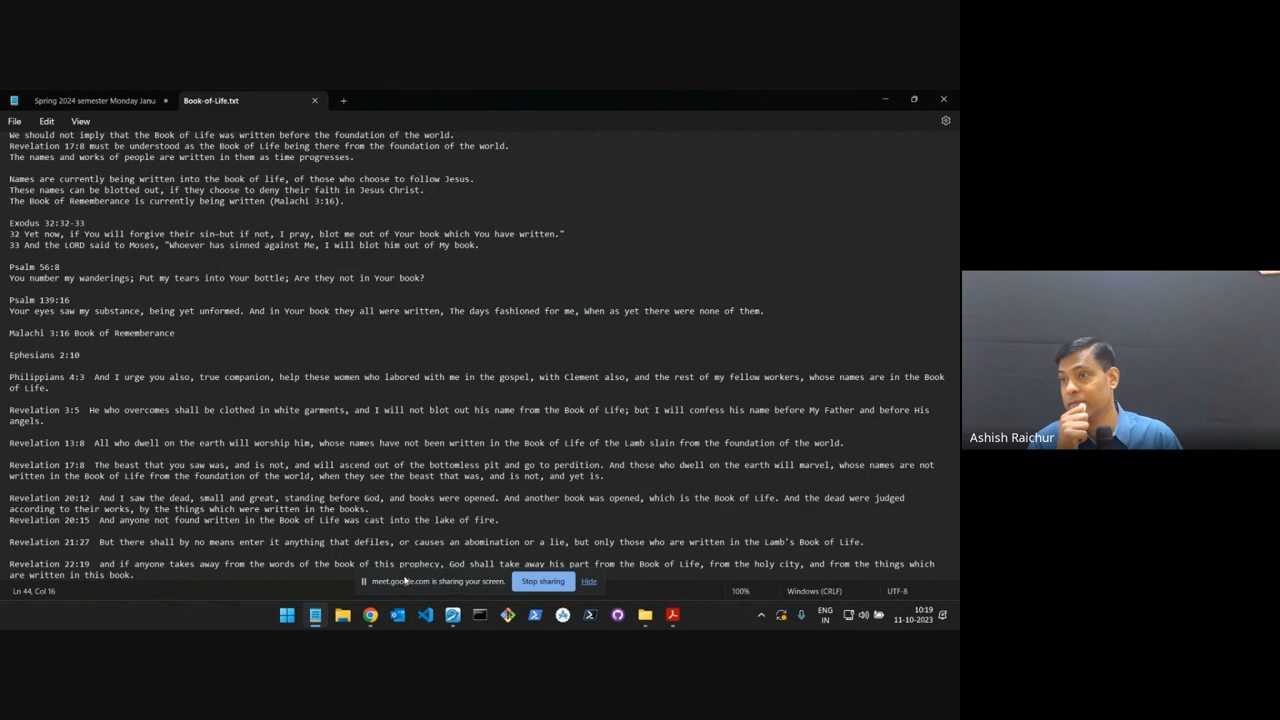 Spring 2024 semester Monday Janu
Book-of-Life.txt
File Edit View
We should not imply that the Book of Life was written before the foundation of the world.
Revelation 17:8 must be understood as the Book of Life being there from the foundation of the world.
The names and works of people are written in them as time progresses.
Names are currently being written into the book of life, of those who choose to follow Jesus.
These names can be blotted out, if they choose to deny their faith in Jesus Christ.
The Book of Rememberance is currently being written (Malachi 3:16).
Exodus 32:32-33
32 Yet now, if You will forgive their sin—but if not, I pray, blot me out of Your book which You have written."
33 And the LORD said to Moses, "Whoever has sinned against Me, I will blot him out of My book.
Psalm 56:8
You number my wanderings; Put my tears into Your bottle; Are they not in Your book?
Psalm 139:16
Your eyes saw my substance, being yet unformed. And in Your book they all were written, The days fashioned for me, When as yet there were none of them.
Malachi 3:16 Book of Rememberance
Ephesians 2:10
Philippians 4:3 And I urge you also, true companion, help these women who labored with me in the gospel, with Clement also, and the rest of my fellow workers, whose names are in the Book
of Life.
Revelation 3:5 He who overcomes shall be clothed in white garments, and I will not blot out his name from the Book of Life; but I will confess his name before My Father and before His
angels.
Revelation 13:8 All who dwell on the earth will worship him, whose names have not been written in the Book of Life of the Lamb slain from the foundation of the world.
Revelation 17:8 The beast that you saw was, and is not, and will ascend out of the bottomless pit and go to perdition. And those who dwell on the earth will marvel, whose names are not
written in the Book of Life from the foundation of the world, when they see the beast that was, and is not, and yet is.
Revelation 20:12 And I saw the dead, small and great, standing before God, and books were opened. And another book was opened, which is the Book of Life. And the dead were judged
according to their works, by the things which were written in the books.
Revelation 20:15 And anyone not found written in the Book of Life was cast into the lake of fire.
Revelation 21:27 But there shall by no means enter it anything that defiles, or causes an abomination or a lie, but only those who are written in the Lamb's Book of Life.
Revelation 22:19 and if anyone takes away from the words of the book of this prophecy, God shall take away his part from the Book of Life, from the holy city, and from the things which
are written in this book.
meet.google.com is sharing your screen. Stop sharing Hide
Ln 44, Col 16 100% Windows (CRLF) UTF-8
ENG
IN
10:19
11-10-2023
Ashish Raichur